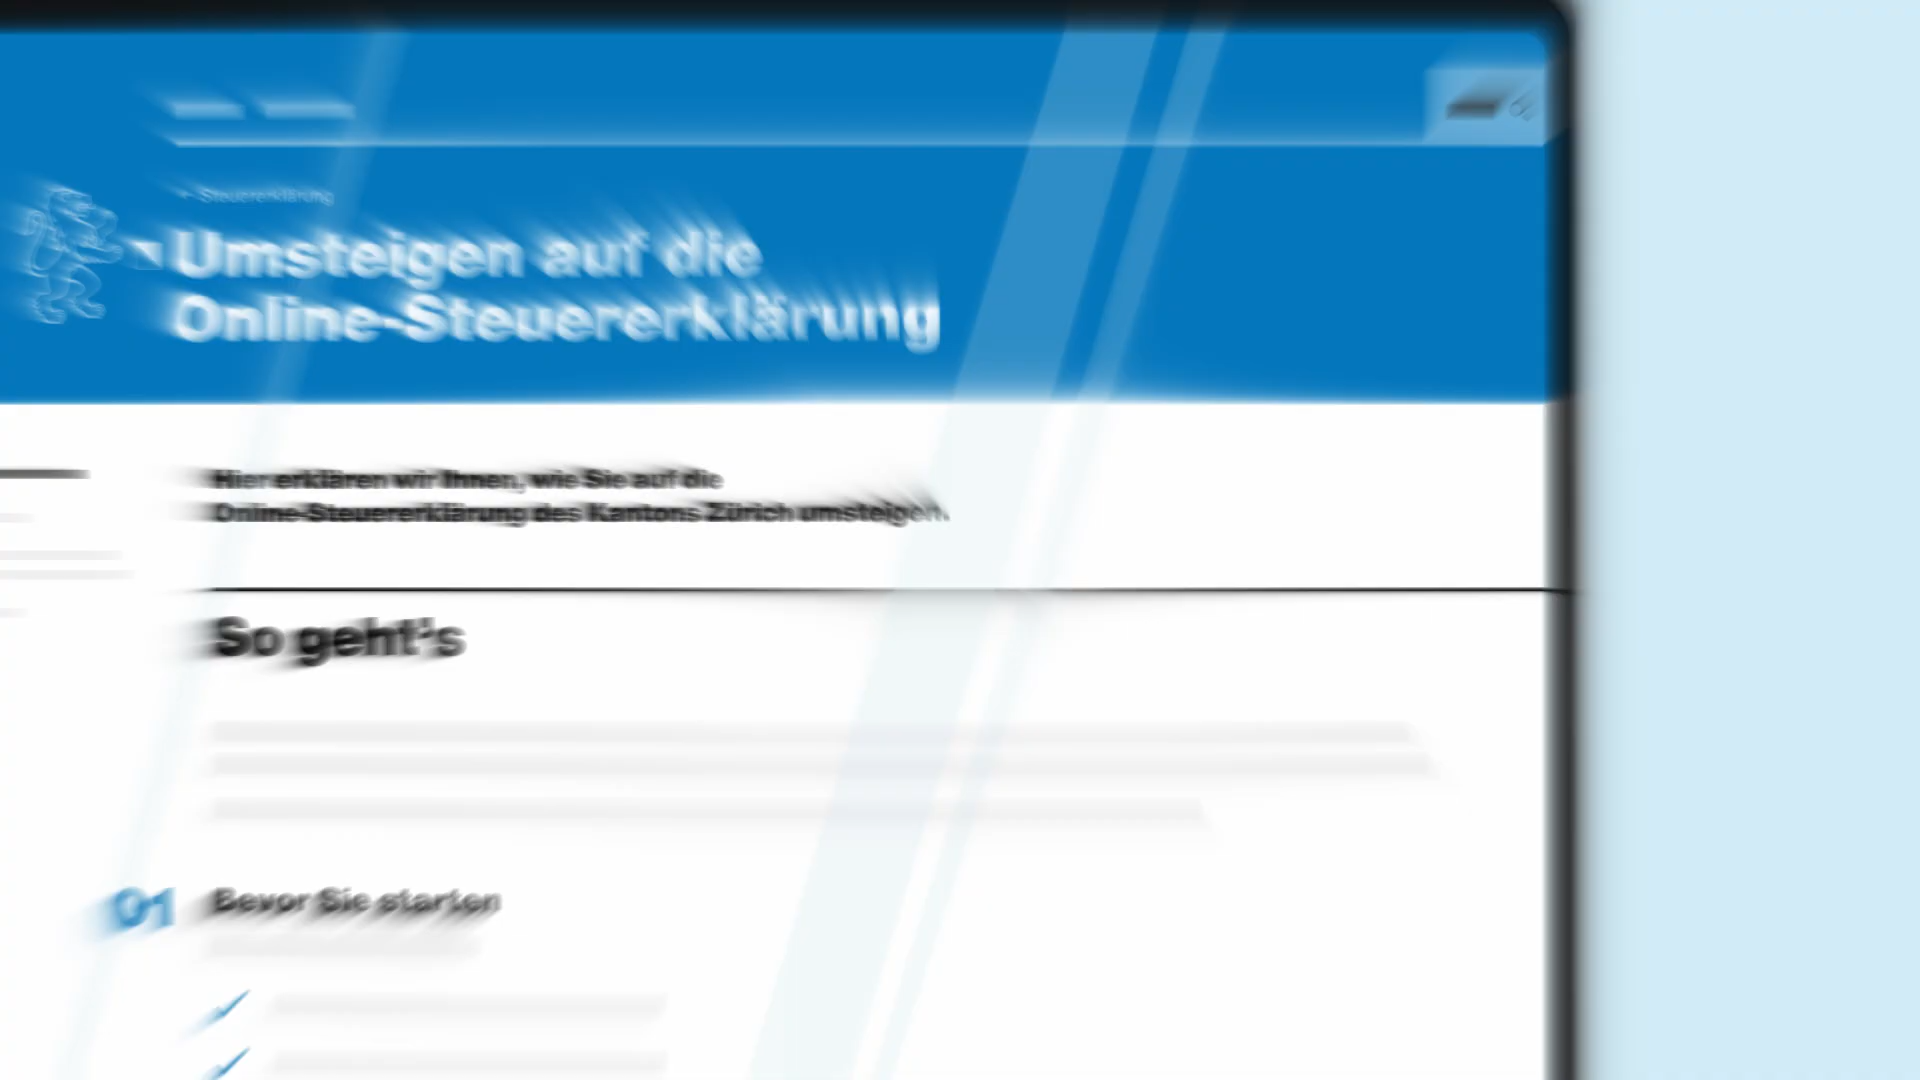 ← Steuererklärung
Umsteigen auf die
Online-Steuererklärung
Hier erklären wir Ihnen, wie Sie auf die
Online-Steuererklärung des Kantons Zürich umsteigen.
So geht's
01 Bevor Sie starten